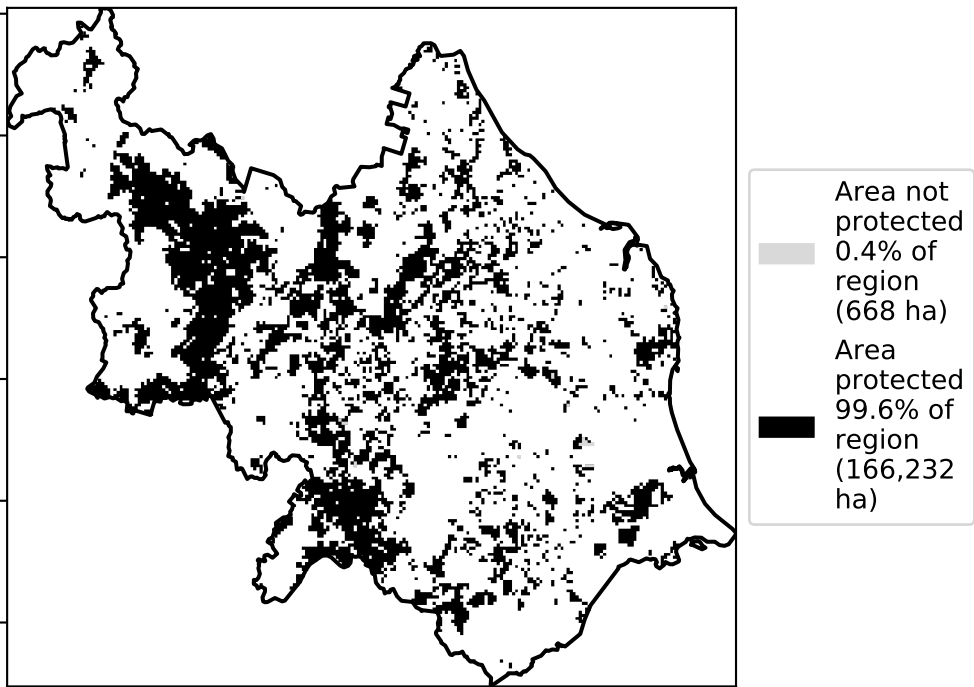 Area not
protected
0.4% of
region
(668 ha)
Area
protected
99.6% of
region
(166,232
ha)